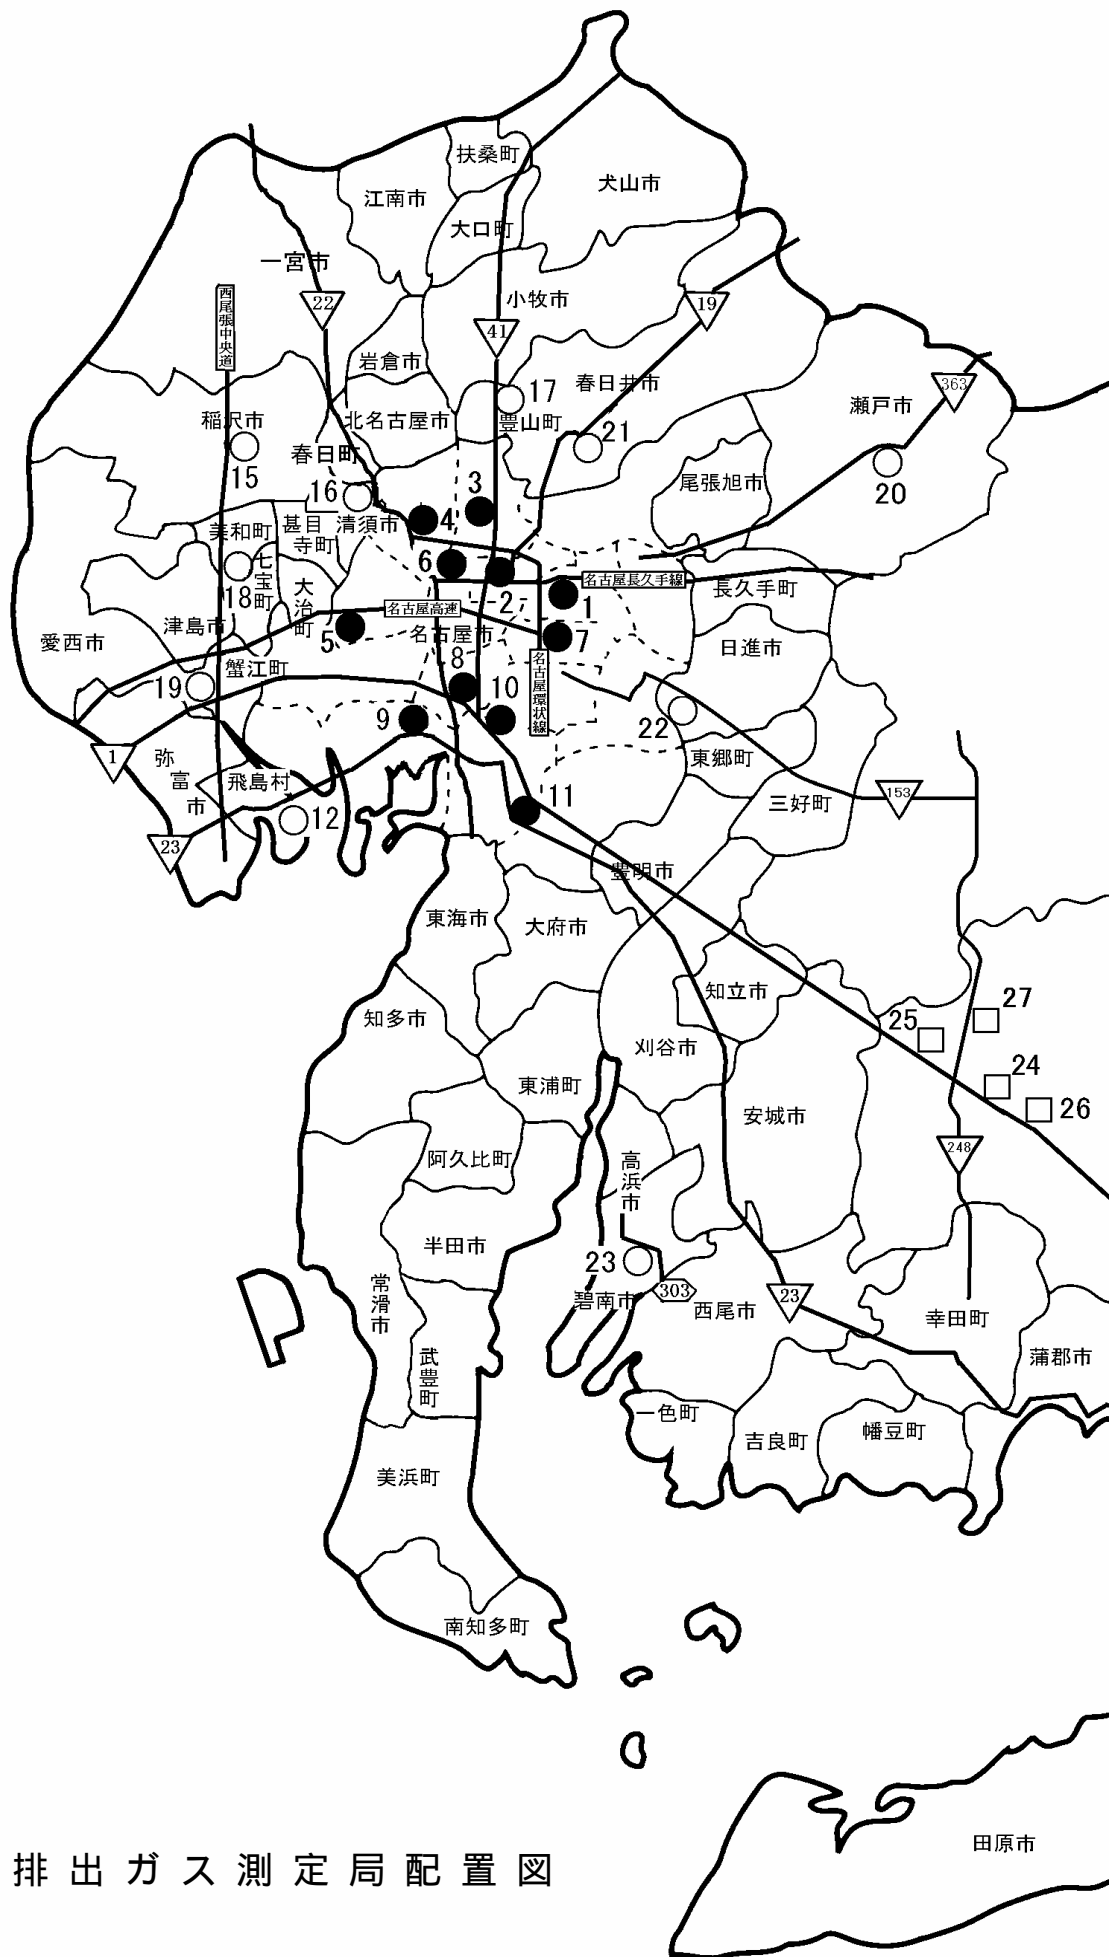 扶桑町
犬山市
江南市
大口町
一宮市
西尾張中央道
22
小牧市
19
41
岩倉市
春日井市
363
17
瀬戸市
稲沢市
北名古屋市
豊山町
21
春日町
15
16
3
尾張旭市
20
4
美和町
甚目寺町
清須市
6
七宝町
名古屋長久手線
18
大治町
2
1
長久手町
名古屋高速
津島市
5
名古屋市
7
愛西市
日進市
蟹江町
8
名古屋環状線
19
10
9
22
1
弥富市
東郷町
飛島村
153
三好町
11
12
23
豊明市
東海市
大府市
知立市
27
知多市
25
刈谷市
24
東浦町
26
安城市
248
阿久比町
高浜市
半田市
23
常滑市
碧南市
303
西尾市
23
幸田町
武豊町
蒲郡市
一色町
吉良町
幡豆町
美浜町
南知多町
田原市
排出ガス測定局配置図